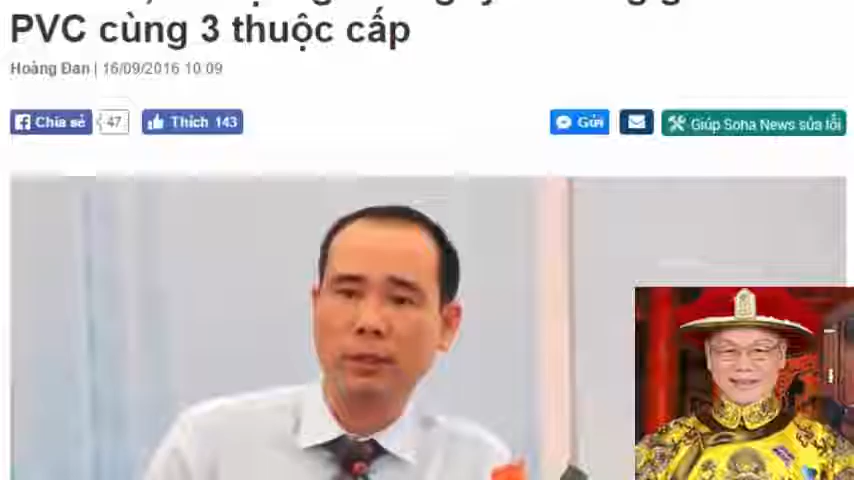 PVC cùng 3 thuộc cấp
Hoàng Đan | 16/09/2016 10:09
Chia sẻ 47 Thích 143 Gửi Giúp Soha News sửa lỗi